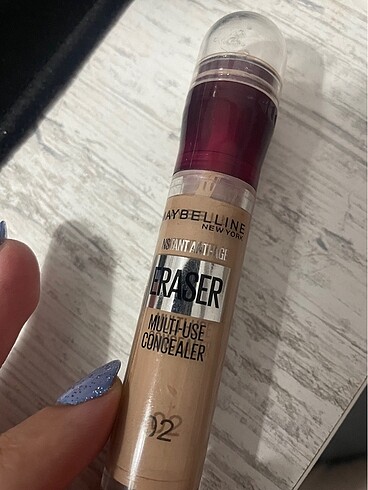 MAYBELLINE
NEW YORK
INSTANT ANTI-AGE
ERASER
MULTI-USE
CONCEALER
02